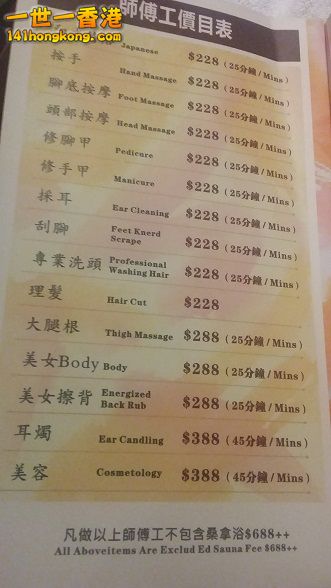 一世一香港
141hongkong.com
師傅工價目表
Japanese $228 (25分鐘/Mins)
按手 Hand Massage $228 (25分鐘/Mins)
腳底按摩 Foot Massage $228 (25分鐘/Mins)
頭部按摩 Head Massage $228 (25分鐘/Mins)
修腳甲 Pedicure $228 (25分鐘/Mins)
修手甲 Manicure $228 (25分鐘/Mins)
採耳 Ear Cleaning $228 (25分鐘/Mins)
刮腳 Feet Knerd Scrape $228 (25分鐘/Mins)
專業洗頭 Professional Washing Hair $228 (25分鐘/Mins)
理髮 Hair Cut $228
大腿根 Thigh Massage $288 (25分鐘/Mins)
美女Body Body $288 (25分鐘/Mins)
美女擦背 Energized Back Rub $288 (25分鐘/Mins)
耳燭 Ear Candling $388 (45分鐘/Mins)
美容 Cosmetology $388 (45分鐘/Mins)
凡做以上師傅工不包含桑拿浴$688++
All Aboveitems Are Exclud Ed Sauna Fee $688++